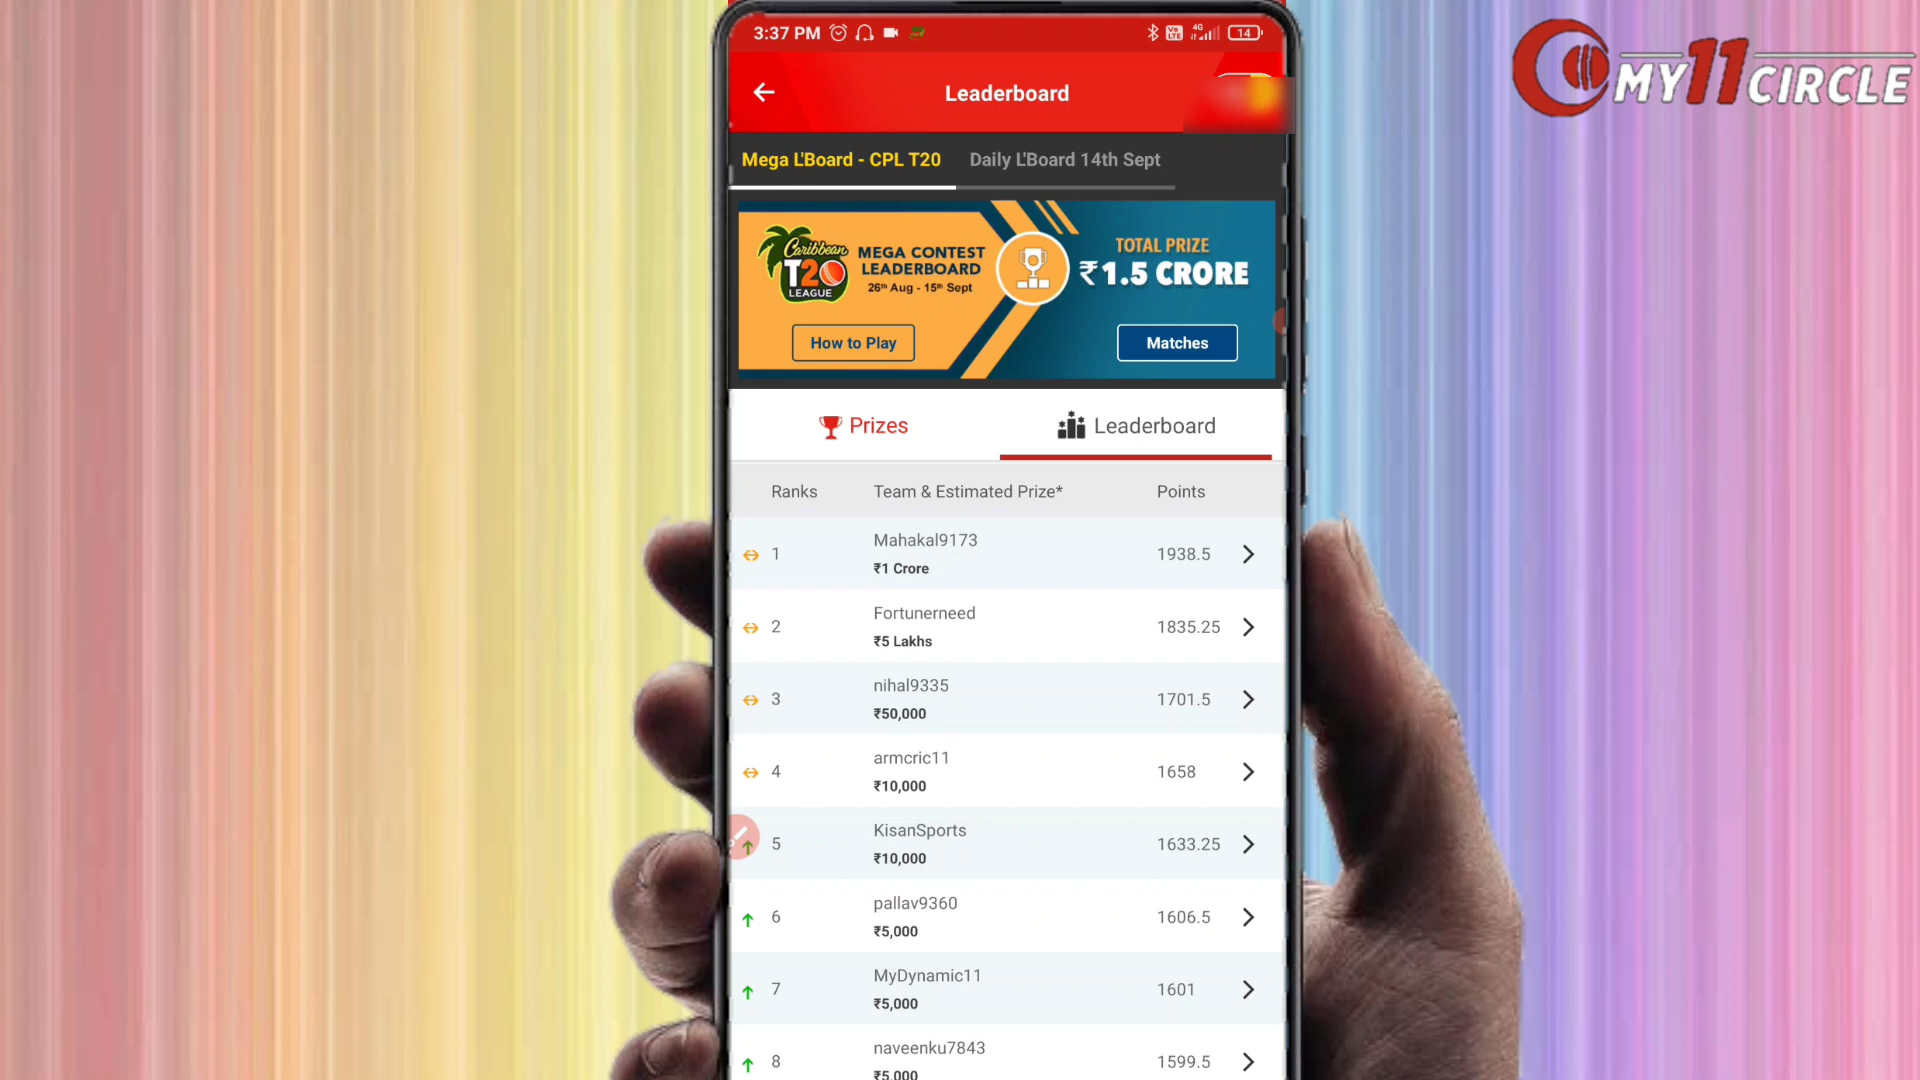 3:37 PM
4G
14
Leaderboard
Mega L'Board - CPL T20
Daily L'Board 14th Sept
Caribbean
T20
LEAGUE
MEGA CONTEST
LEADERBOARD
26th Aug - 15th Sept
TOTAL PRIZE
₹1.5 CRORE
How to Play
Matches
Prizes
Leaderboard
Ranks Team & Estimated Prize* Points
1 Mahakal9173 1938.5
₹1 Crore
2 Fortunerneed 1835.25
₹5 Lakhs
3 nihal9335 1701.5
₹50,000
4 armcric11 1658
₹10,000
5 KisanSports 1633.25
₹10,000
6 pallav9360 1606.5
₹5,000
7 MyDynamic11 1601
₹5,000
8 naveenku7843 1599.5
₹5,000
MY11CIRCLE